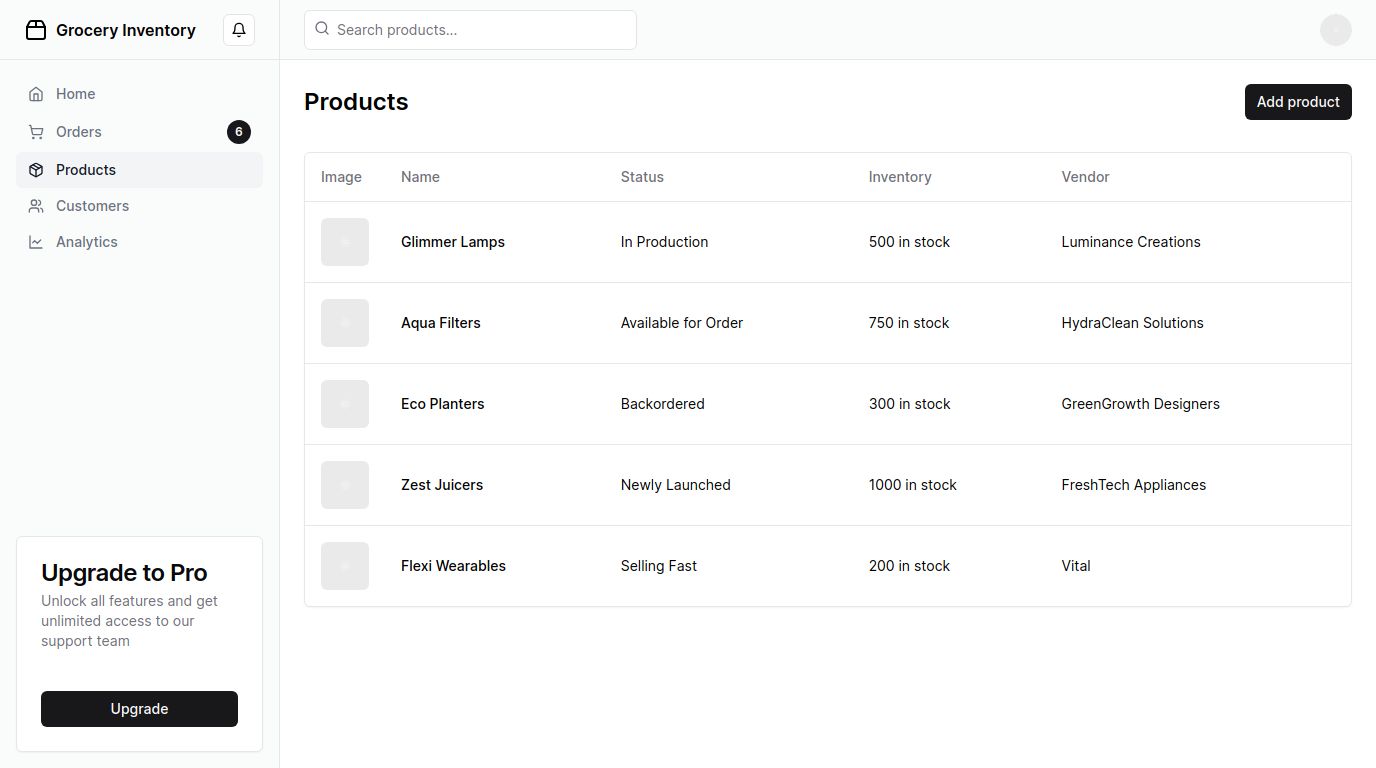 Grocery Inventory
Search products...
Home
Orders
6
Products
Customers
Analytics
Upgrade to Pro
Unlock all features and get
unlimited access to our
support team
Upgrade
Products
Add product
Image Name Status Inventory Vendor
Glimmer Lamps In Production 500 in stock Luminance Creations
Aqua Filters Available for Order 750 in stock HydraClean Solutions
Eco Planters Backordered 300 in stock GreenGrowth Designers
Zest Juicers Newly Launched 1000 in stock FreshTech Appliances
Flexi Wearables Selling Fast 200 in stock Vital